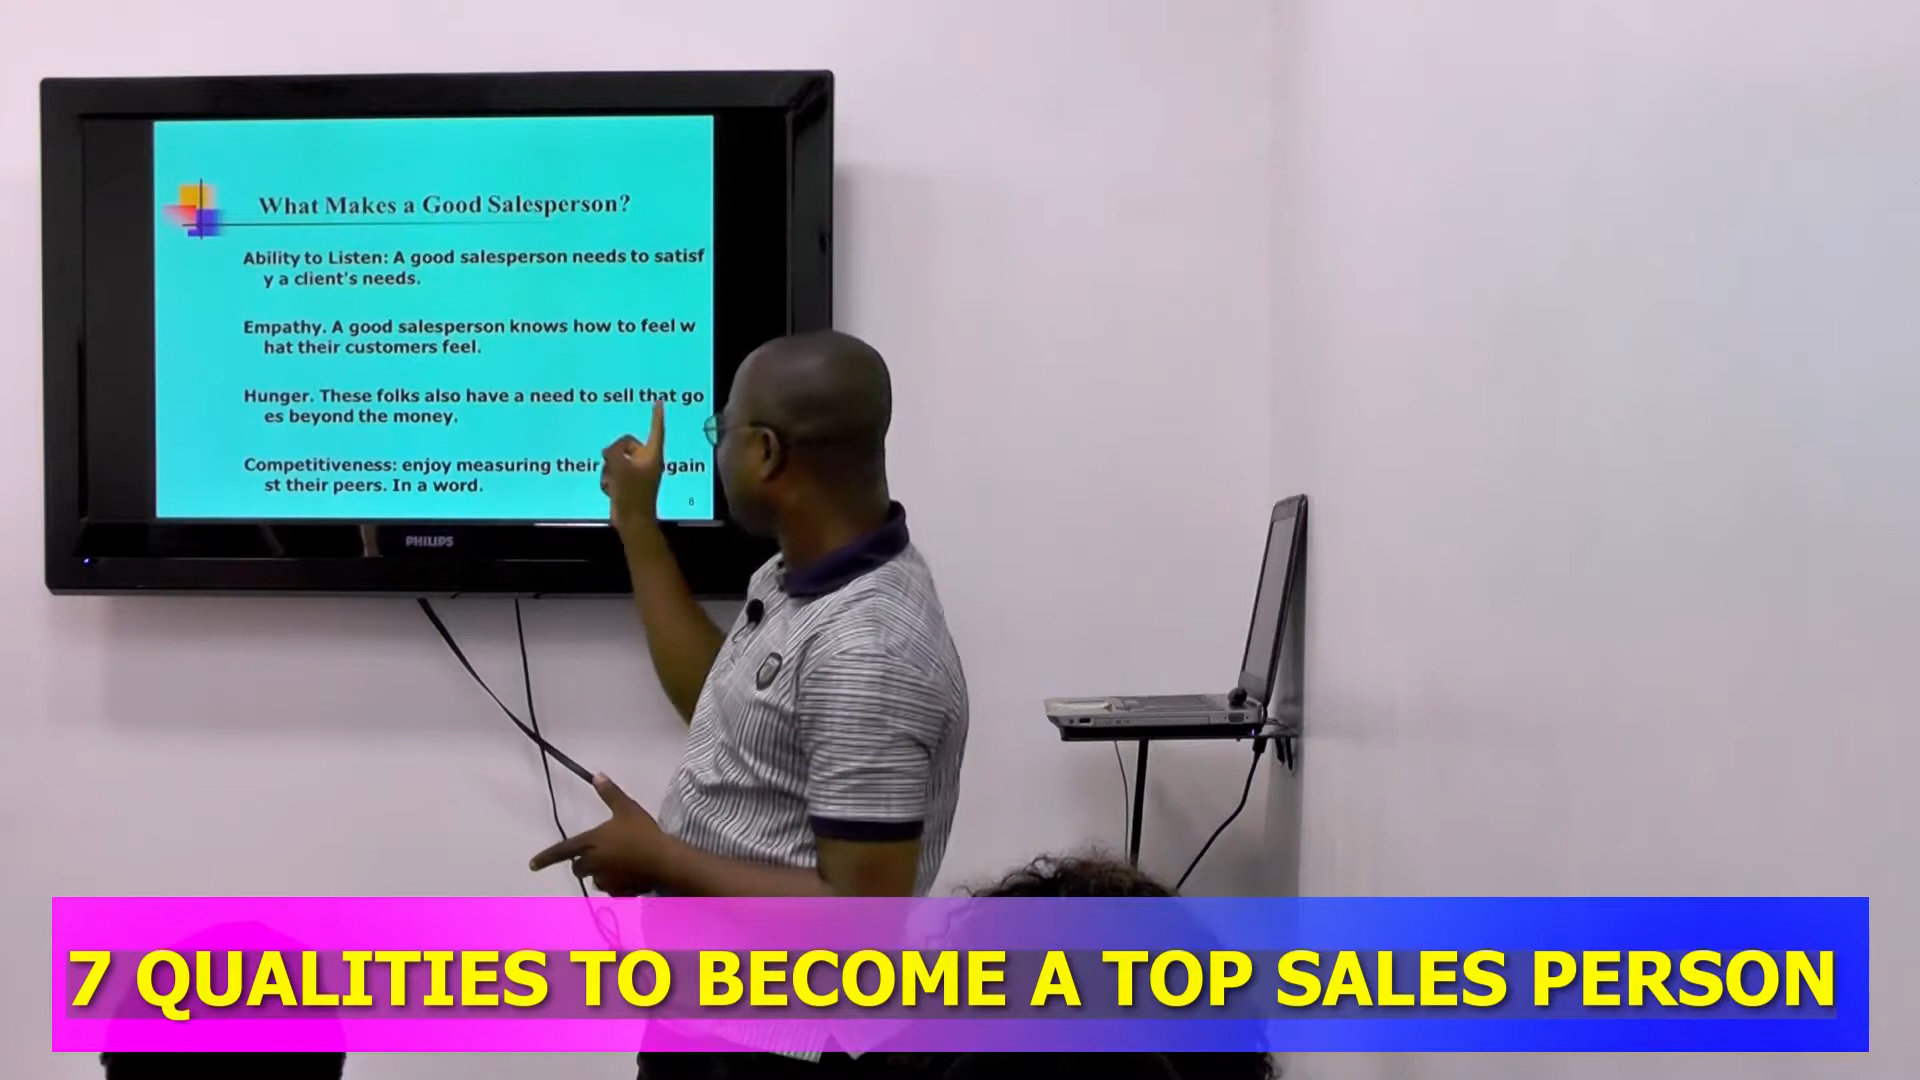 What Makes a Good Salesperson?
Ability to Listen: A good salesperson needs to satisf
y a client's needs.
Empathy. A good salesperson knows how to feel w
hat their customers feel.
Hunger. These folks also have a need to sell that go
es beyond the money.
Competitiveness: enjoy measuring their gain
st their peers. In a word.
8
PHILIPS
7 QUALITIES TO BECOME A TOP SALES PERSON